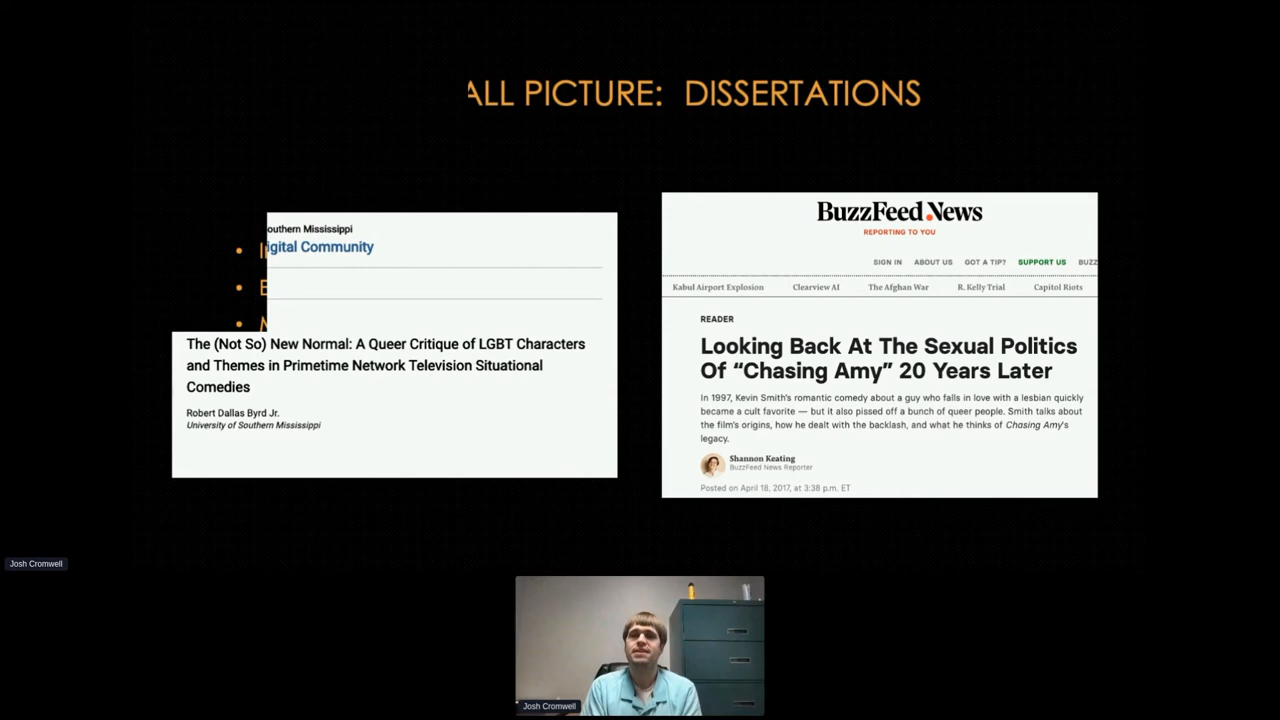 ALL PICTURE: DISSERTATIONS
outhern Mississippi
igital Community
The (Not So) New Normal: A Queer Critique of LGBT Characters
and Themes in Primetime Network Television Situational
Comedies
Robert Dallas Byrd Jr.
University of Southern Mississippi
BuzzFeed News
REPORTING TO YOU
SIGN IN ABOUT US GOT A TIP? SUPPORT US BUZZ
Kabul Airport Explosion Clearview AI The Afghan War R. Kelly Trial Capitol Riots
READER
Looking Back At The Sexual Politics
Of “Chasing Amy” 20 Years Later
In 1997, Kevin Smith's romantic comedy about a guy who falls in love with a lesbian quickly
became a cult favorite — but it also pissed off a bunch of queer people. Smith talks about
the film's origins, how he dealt with the backlash, and what he thinks of Chasing Amy's
legacy.
Shannon Keating
BuzzFeed News Reporter
Posted on April 18, 2017, at 3:38 p.m. ET
Josh Cromwell
Josh Cromwell